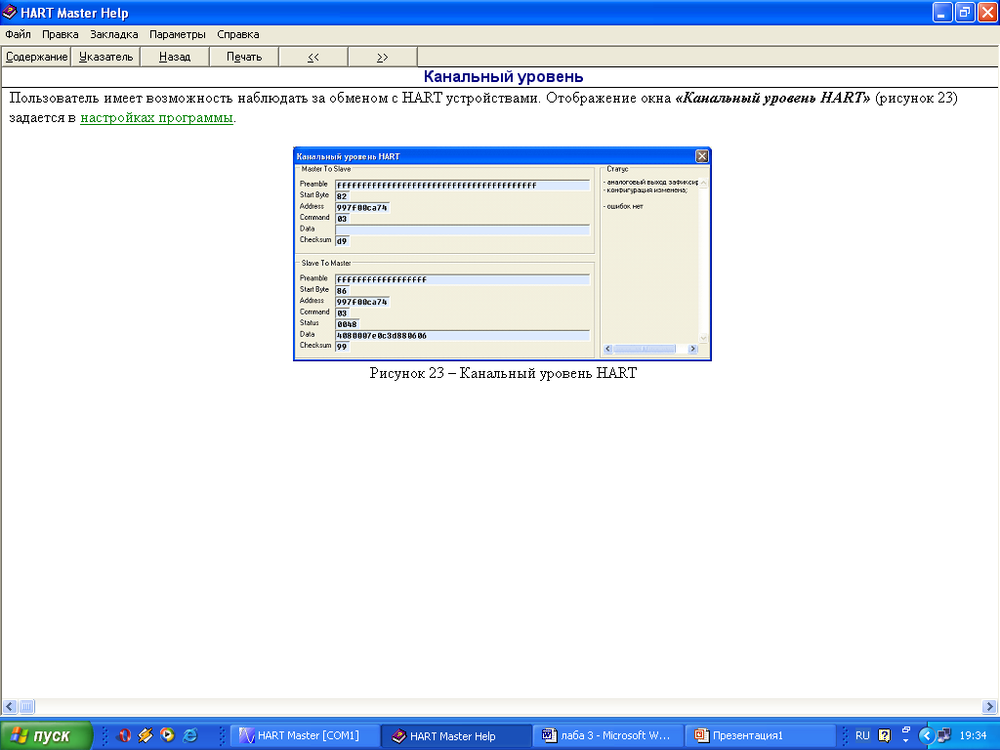 HART Master Help
Файл Правка Закладка Параметры Справка
Содержание Указатель Назад Печать << >>
Канальный уровень
Пользователь имеет возможность наблюдать за обменом с HART устройствами. Отображение окна «Канальный уровень HART» (рисунок 23)
задается в настройках программы.
Канальный уровень HART
Master To Slave
Preamble
Start Byte 82
Address 997f00ca74
Command 03
Data
Checksum d9
Slave To Master
Preamble ffffffffffffffffff
Start Byte 86
Address 997f00ca74
Command 03
Status 0048
Data 4080007e0c3d880606
Checksum 99
Статус
- аналоговый выход зафиксир
- конфигурация изменена;
- ошибок нет
Рисунок 23 – Канальный уровень HART
пуск HART Master [COM1] HART Master Help лаба 3 - Microsoft W... Презентация1 RU 19:34